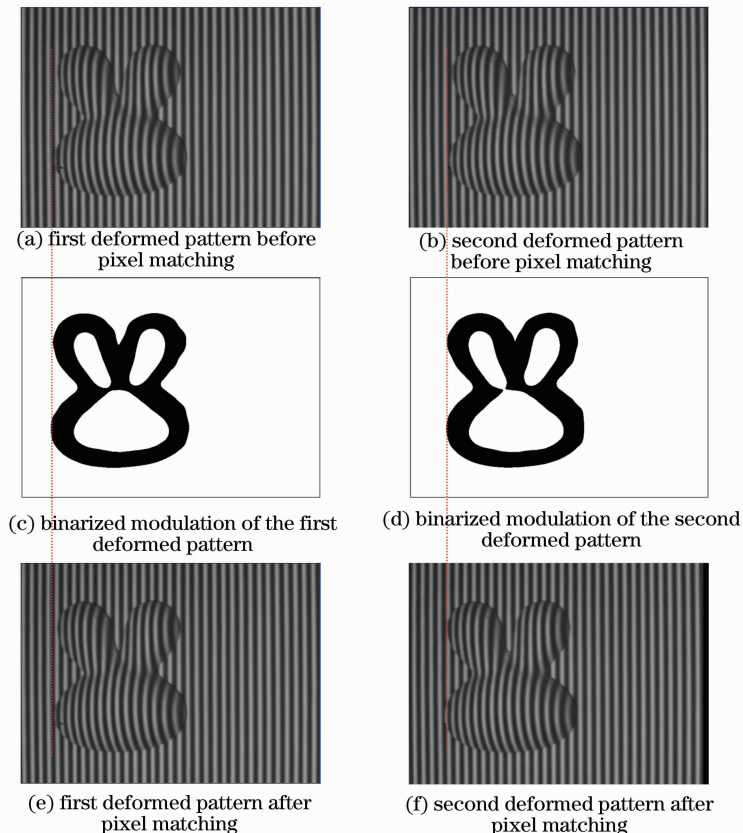 (a) first deformed pattern before
pixel matching
(b) second deformed pattern
before pixel matching
(c) binarized modulation of the first
deformed pattern
(d) binarized modulation of the second
deformed pattern
(e) first deformed pattern after
pixel matching
(f) second deformed pattern after
pixel matching